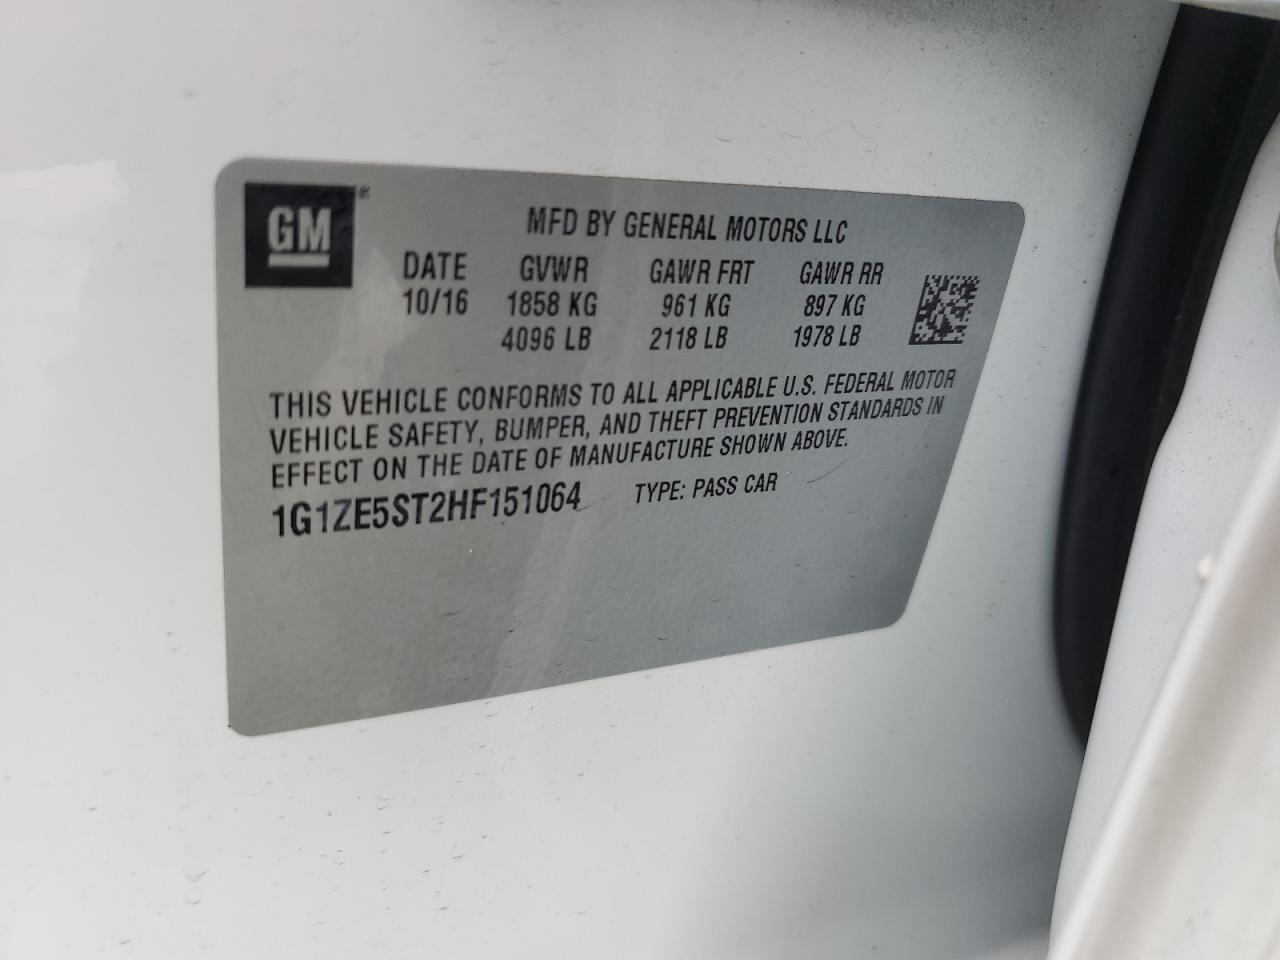 GM®
MFD BY GENERAL MOTORS LLC
DATE GVWR GAWR FRT GAWR RR
10/16 1858 KG 961 KG 897 KG
4096 LB 2118 LB 1978 LB
THIS VEHICLE CONFORMS TO ALL APPLICABLE U.S. FEDERAL MOTOR
VEHICLE SAFETY, BUMPER, AND THEFT PREVENTION STANDARDS IN
EFFECT ON THE DATE OF MANUFACTURE SHOWN ABOVE.
1G1ZE5ST2HF151064 TYPE: PASS CAR